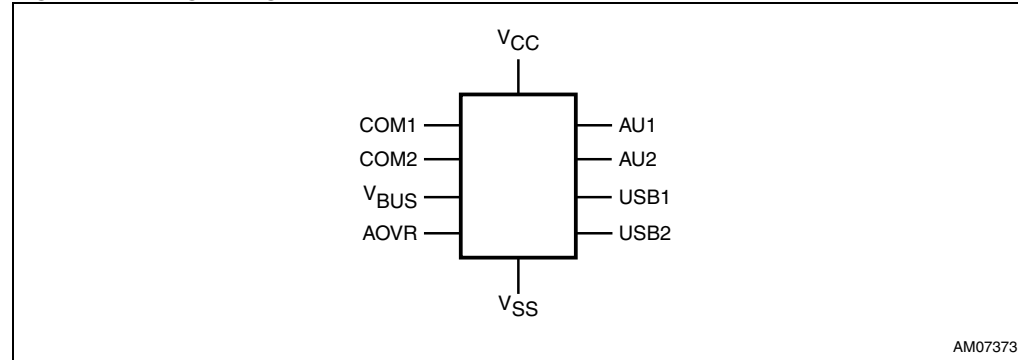 VCC
COM1
AU1
COM2
AU2
VBUS
USB1
AOVR
USB2
VSS
AM07373